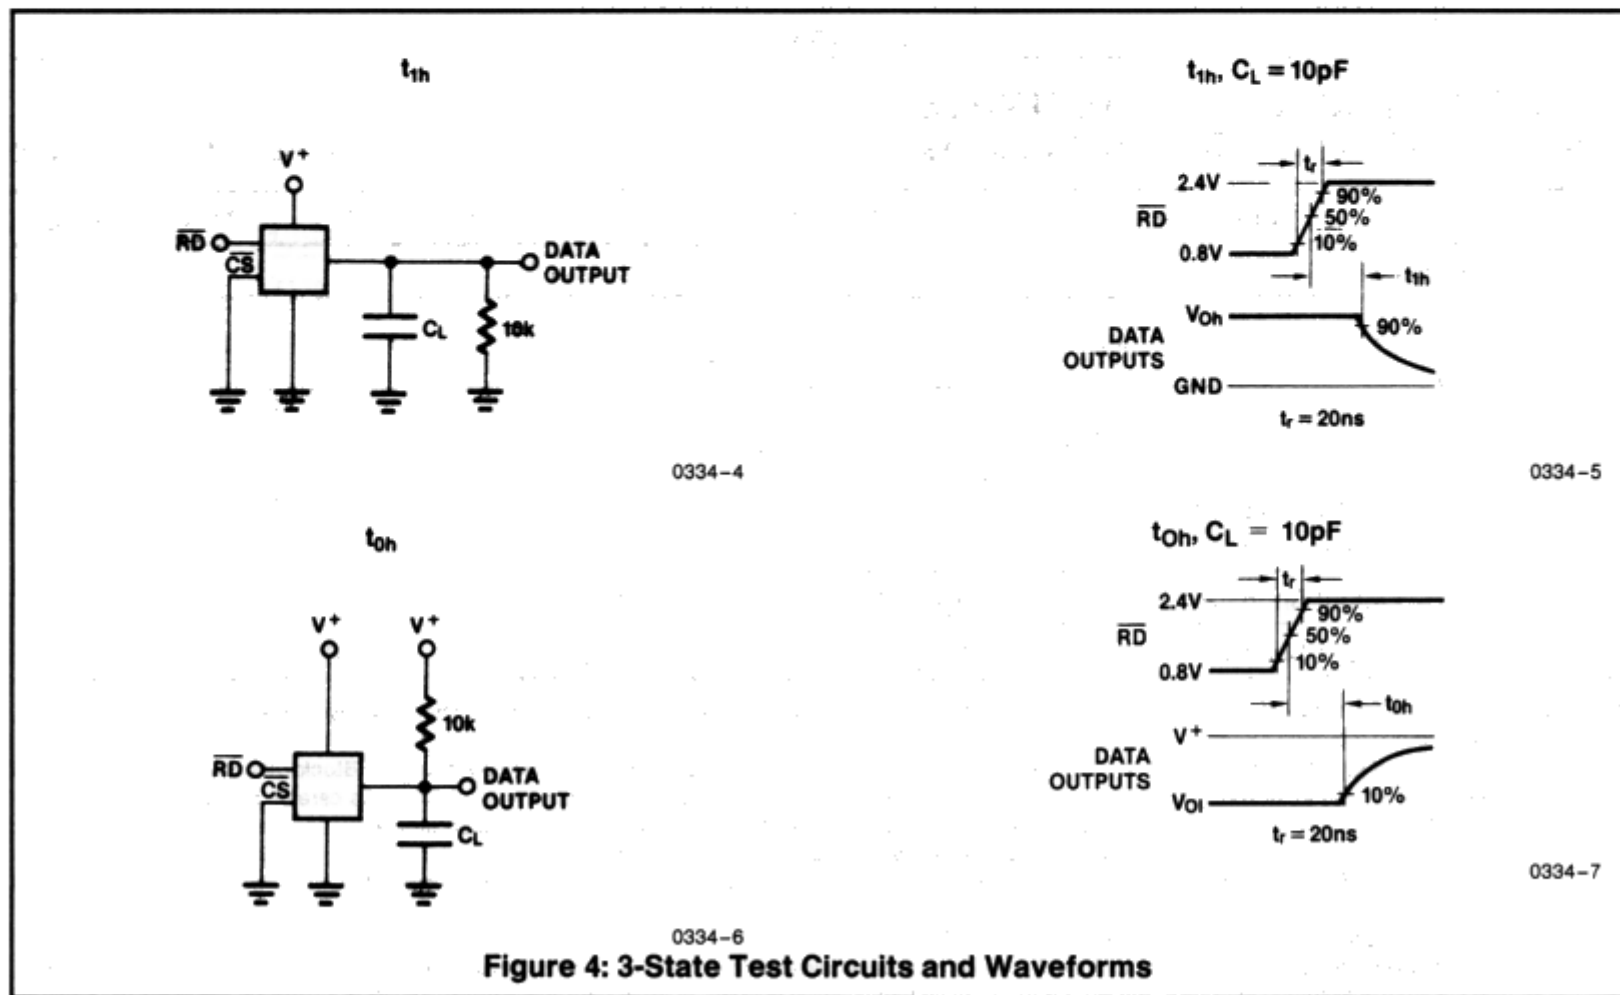 t1h
V+
RD
CS
DATA
OUTPUT
CL
10k
0334-4
t1h, CL = 10pF
tr
2.4V
90%
RD
50%
10%
0.8V
t1h
VOh
90%
DATA
OUTPUTS
GND
tr = 20ns
0334-5
t0h
V+ V+
10k
RD
CS
DATA
OUTPUT
CL
0334-6
tOh, CL = 10pF
tr
2.4V
90%
RD
50%
10%
0.8V
t0h
V+
DATA
OUTPUTS
10%
VOl
tr = 20ns
0334-7
Figure 4: 3-State Test Circuits and Waveforms